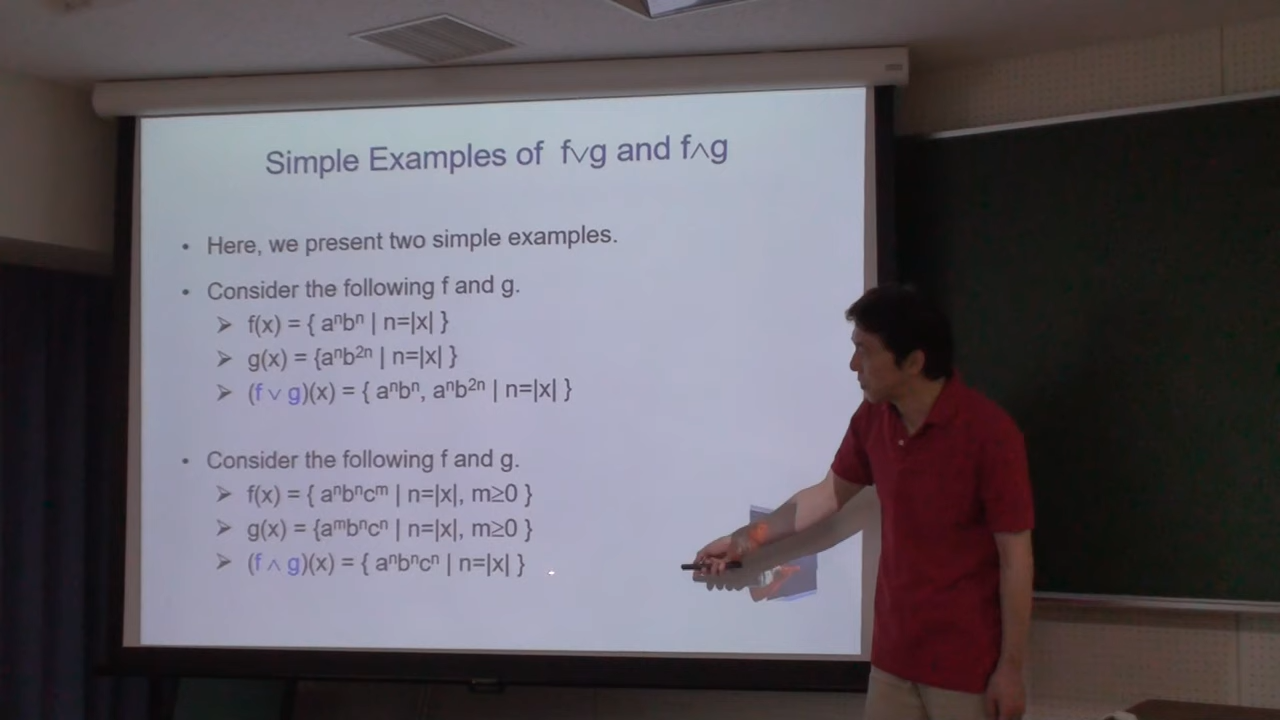 Simple Examples of f∨g and f∧g
• Here, we present two simple examples.
• Consider the following f and g.
➢ f(x) = { aⁿbⁿ | n=|x| }
➢ g(x) = {aⁿb²ⁿ | n=|x| }
➢ (f ∨ g)(x) = { aⁿbⁿ, aⁿb²ⁿ | n=|x| }
• Consider the following f and g.
➢ f(x) = { aⁿbⁿcᵐ | n=|x|, m≥0 }
➢ g(x) = {aᵐbⁿcⁿ | n=|x|, m≥0 }
➢ (f ∧ g)(x) = { aⁿbⁿcⁿ | n=|x| }